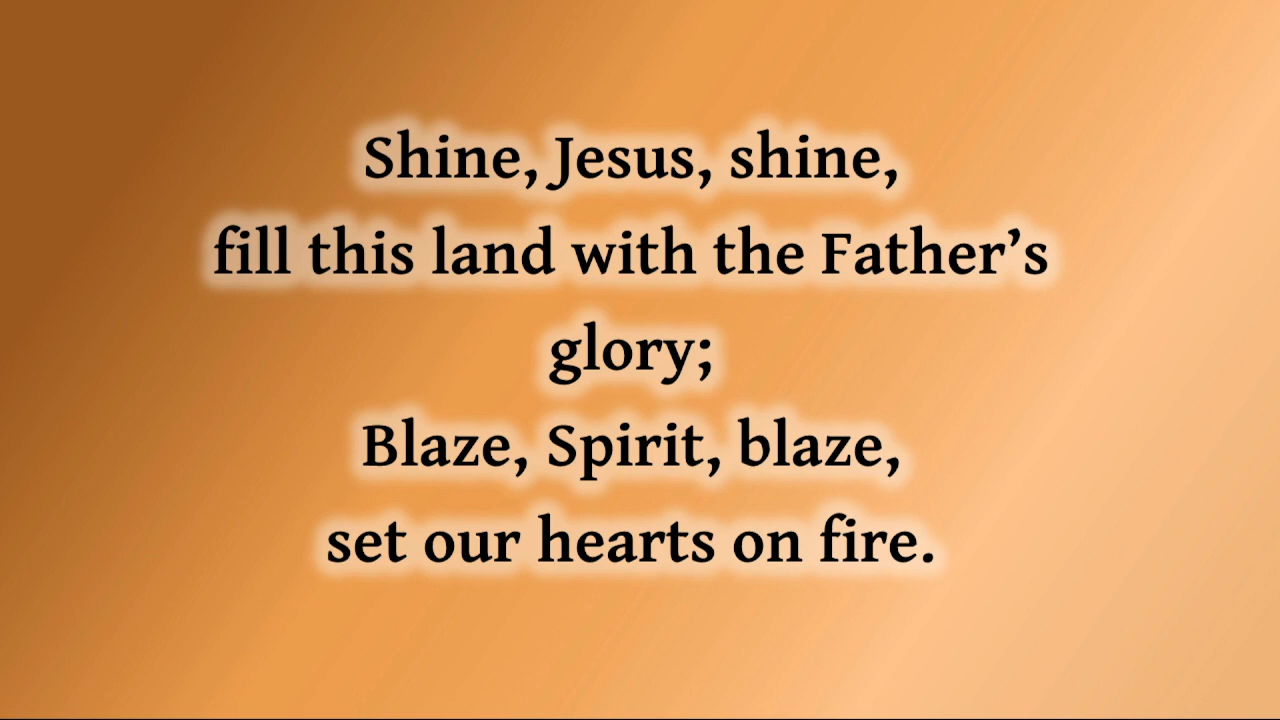 Shine, Jesus, shine,
fill this land with the Father’s
glory;
Blaze, Spirit, blaze,
set our hearts on fire.